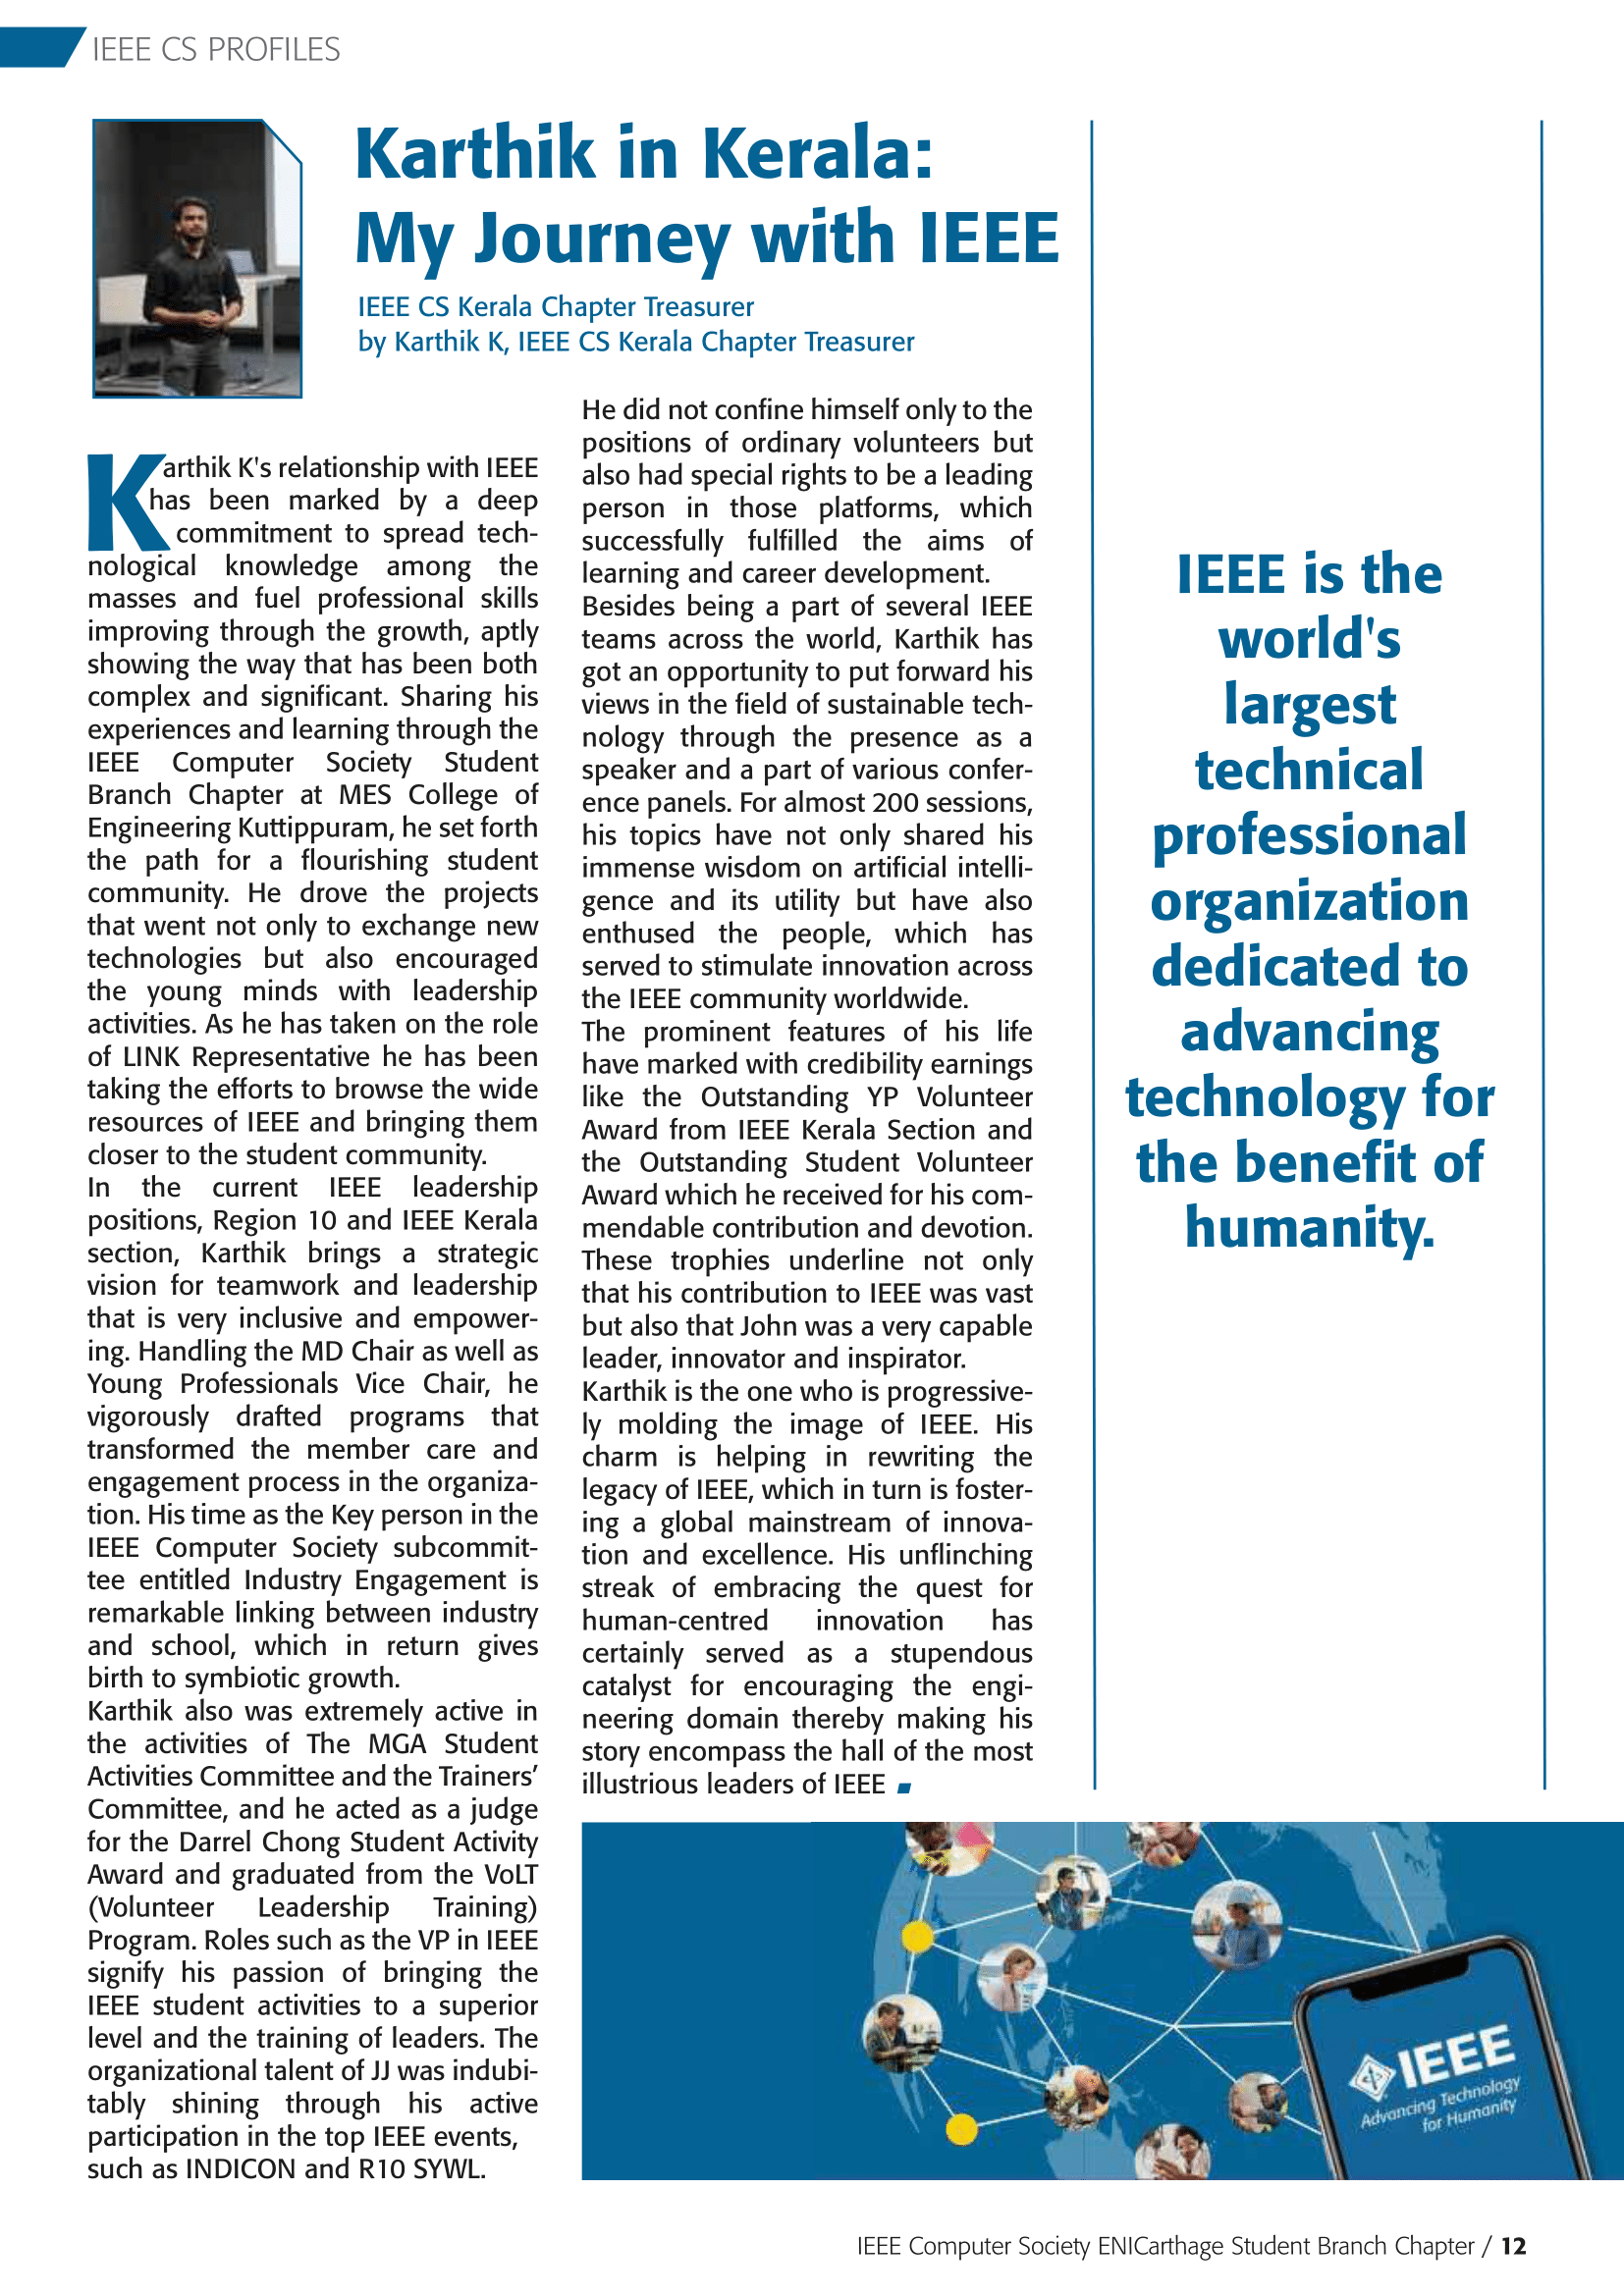 IEEE CS PROFILES
Karthik in Kerala:
My Journey with IEEE
IEEE CS Kerala Chapter Treasurer
by Karthik K, IEEE CS Kerala Chapter Treasurer
Karthik K's relationship with IEEE
has been marked by a deep
commitment to spread tech-
nological knowledge among the
masses and fuel professional skills
improving through the growth, aptly
showing the way that has been both
complex and significant. Sharing his
experiences and learning through the
IEEE Computer Society Student
Branch Chapter at MES College of
Engineering Kuttippuram, he set forth
the path for a flourishing student
community. He drove the projects
that went not only to exchange new
technologies but also encouraged
the young minds with leadership
activities. As he has taken on the role
of LINK Representative he has been
taking the efforts to browse the wide
resources of IEEE and bringing them
closer to the student community.
In the current IEEE leadership
positions, Region 10 and IEEE Kerala
section, Karthik brings a strategic
vision for teamwork and leadership
that is very inclusive and empower-
ing. Handling the MD Chair as well as
Young Professionals Vice Chair, he
vigorously drafted programs that
transformed the member care and
engagement process in the organiza-
tion. His time as the Key person in the
IEEE Computer Society subcommit-
tee entitled Industry Engagement is
remarkable linking between industry
and school, which in return gives
birth to symbiotic growth.
Karthik also was extremely active in
the activities of The MGA Student
Activities Committee and the Trainers’
Committee, and he acted as a judge
for the Darrel Chong Student Activity
Award and graduated from the VoLT
(Volunteer Leadership Training)
Program. Roles such as the VP in IEEE
signify his passion of bringing the
IEEE student activities to a superior
level and the training of leaders. The
organizational talent of JJ was indubi-
tably shining through his active
participation in the top IEEE events,
such as INDICON and R10 SYWL.
He did not confine himself only to the
positions of ordinary volunteers but
also had special rights to be a leading
person in those platforms, which
successfully fulfilled the aims of
learning and career development.
Besides being a part of several IEEE
teams across the world, Karthik has
got an opportunity to put forward his
views in the field of sustainable tech-
nology through the presence as a
speaker and a part of various confer-
ence panels. For almost 200 sessions,
his topics have not only shared his
immense wisdom on artificial intelli-
gence and its utility but have also
enthused the people, which has
served to stimulate innovation across
the IEEE community worldwide.
The prominent features of his life
have marked with credibility earnings
like the Outstanding YP Volunteer
Award from IEEE Kerala Section and
the Outstanding Student Volunteer
Award which he received for his com-
mendable contribution and devotion.
These trophies underline not only
that his contribution to IEEE was vast
but also that John was a very capable
leader, innovator and inspirator.
Karthik is the one who is progressive-
ly molding the image of IEEE. His
charm is helping in rewriting the
legacy of IEEE, which in turn is foster-
ing a global mainstream of innova-
tion and excellence. His unflinching
streak of embracing the quest for
human-centred innovation has
certainly served as a stupendous
catalyst for encouraging the engi-
neering domain thereby making his
story encompass the hall of the most
illustrious leaders of IEEE
IEEE is the
world's
largest
technical
professional
organization
dedicated to
advancing
technology for
the benefit of
humanity.
IEEE
Advancing Technology
for Humanity
IEEE Computer Society ENICarthage Student Branch Chapter / 12